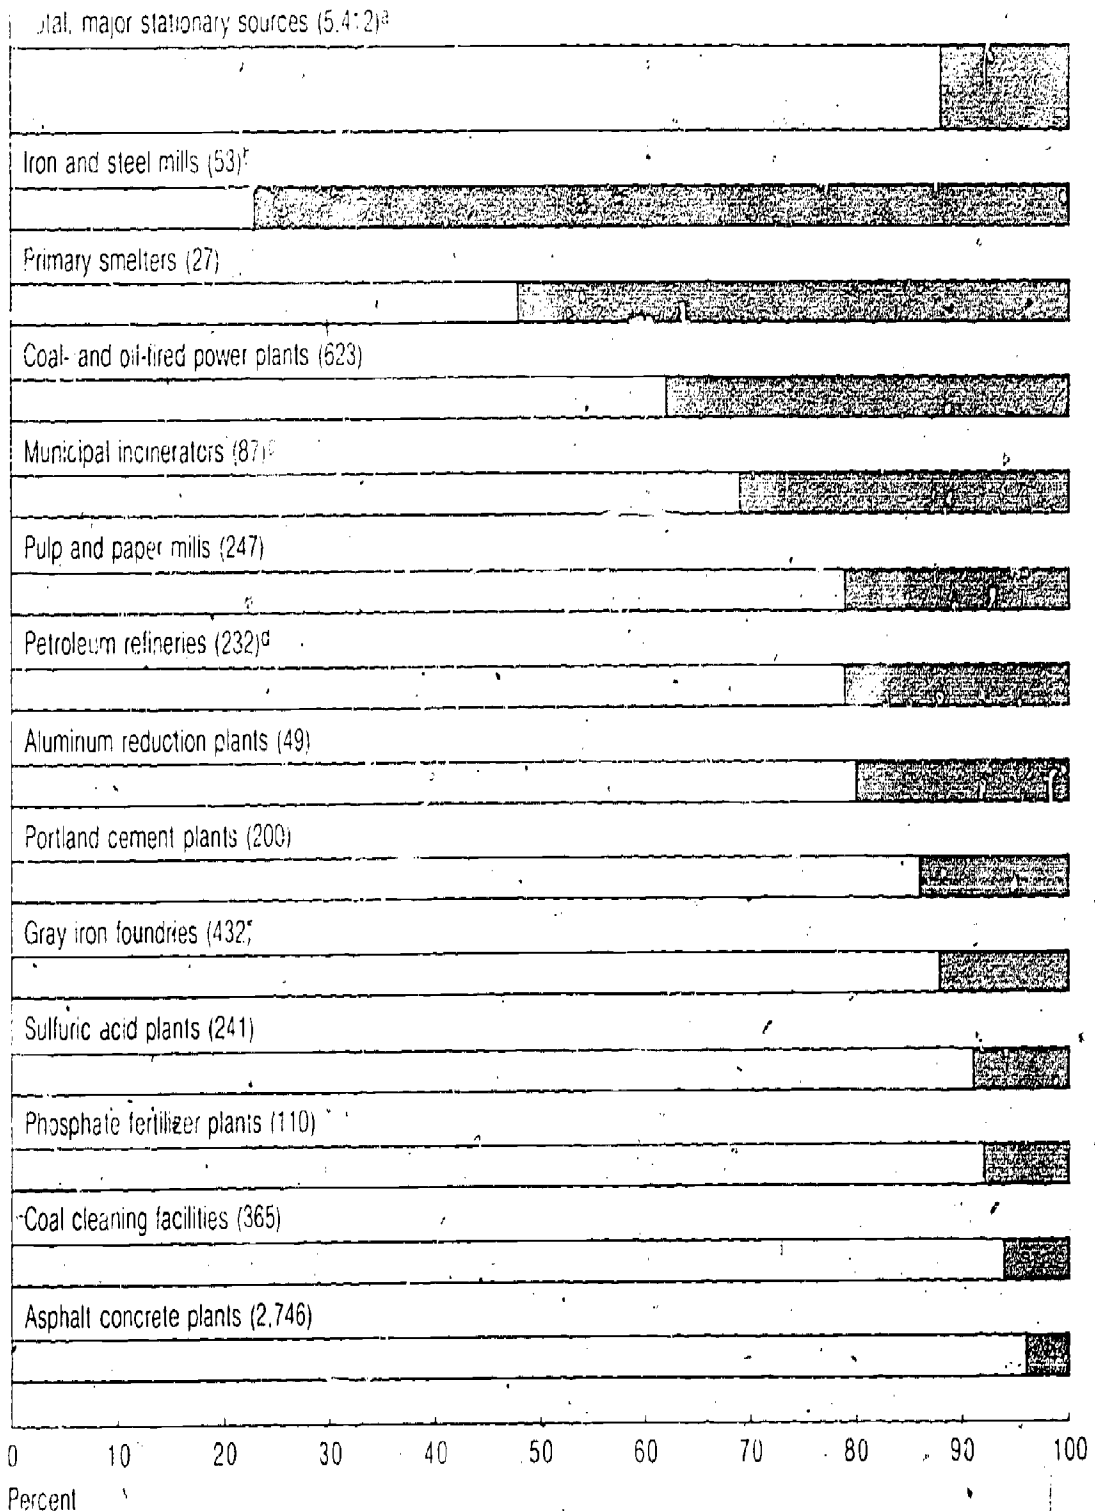 major stationary sources (5,412)a
Iron and steel mills (53)
Primary smelters (27)
Coal- and oil-fired power plants (623)
Municipal incinerators (87)c
Pulp and paper mills (247)
Petroleum refineries (232)d
Aluminum reduction plants (49)
Portland cement plants (200)
Gray iron foundries (432)
Sulfuric acid plants (241)
Phosphate fertilizer plants (110)
Coal cleaning facilities (365)
Asphalt concrete plants (2,746)
0 10 20 30 40 50 60 70 80 90 100
Percent